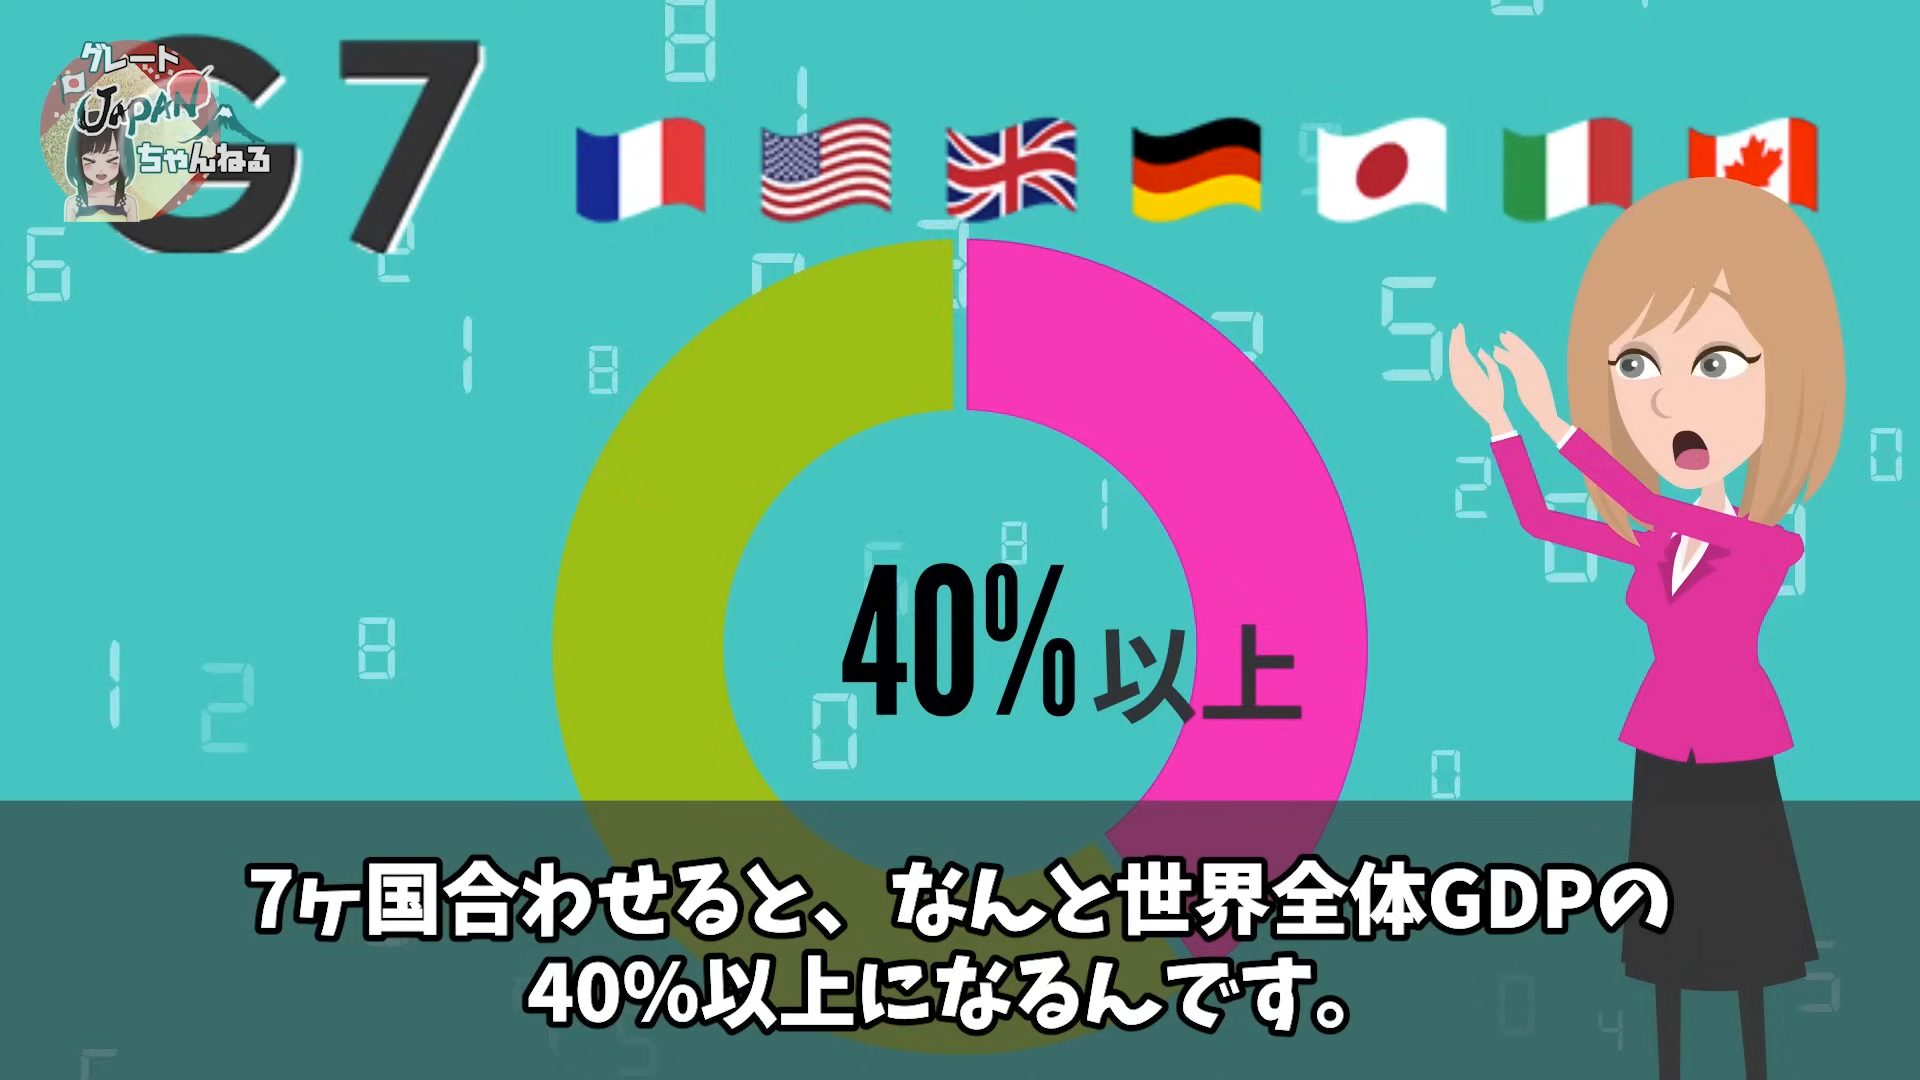 グレート
JAPAN
ちゃんねる
G7
40%以上
7ヶ国合わせると、なんと世界全体GDPの
40%以上になるんです。